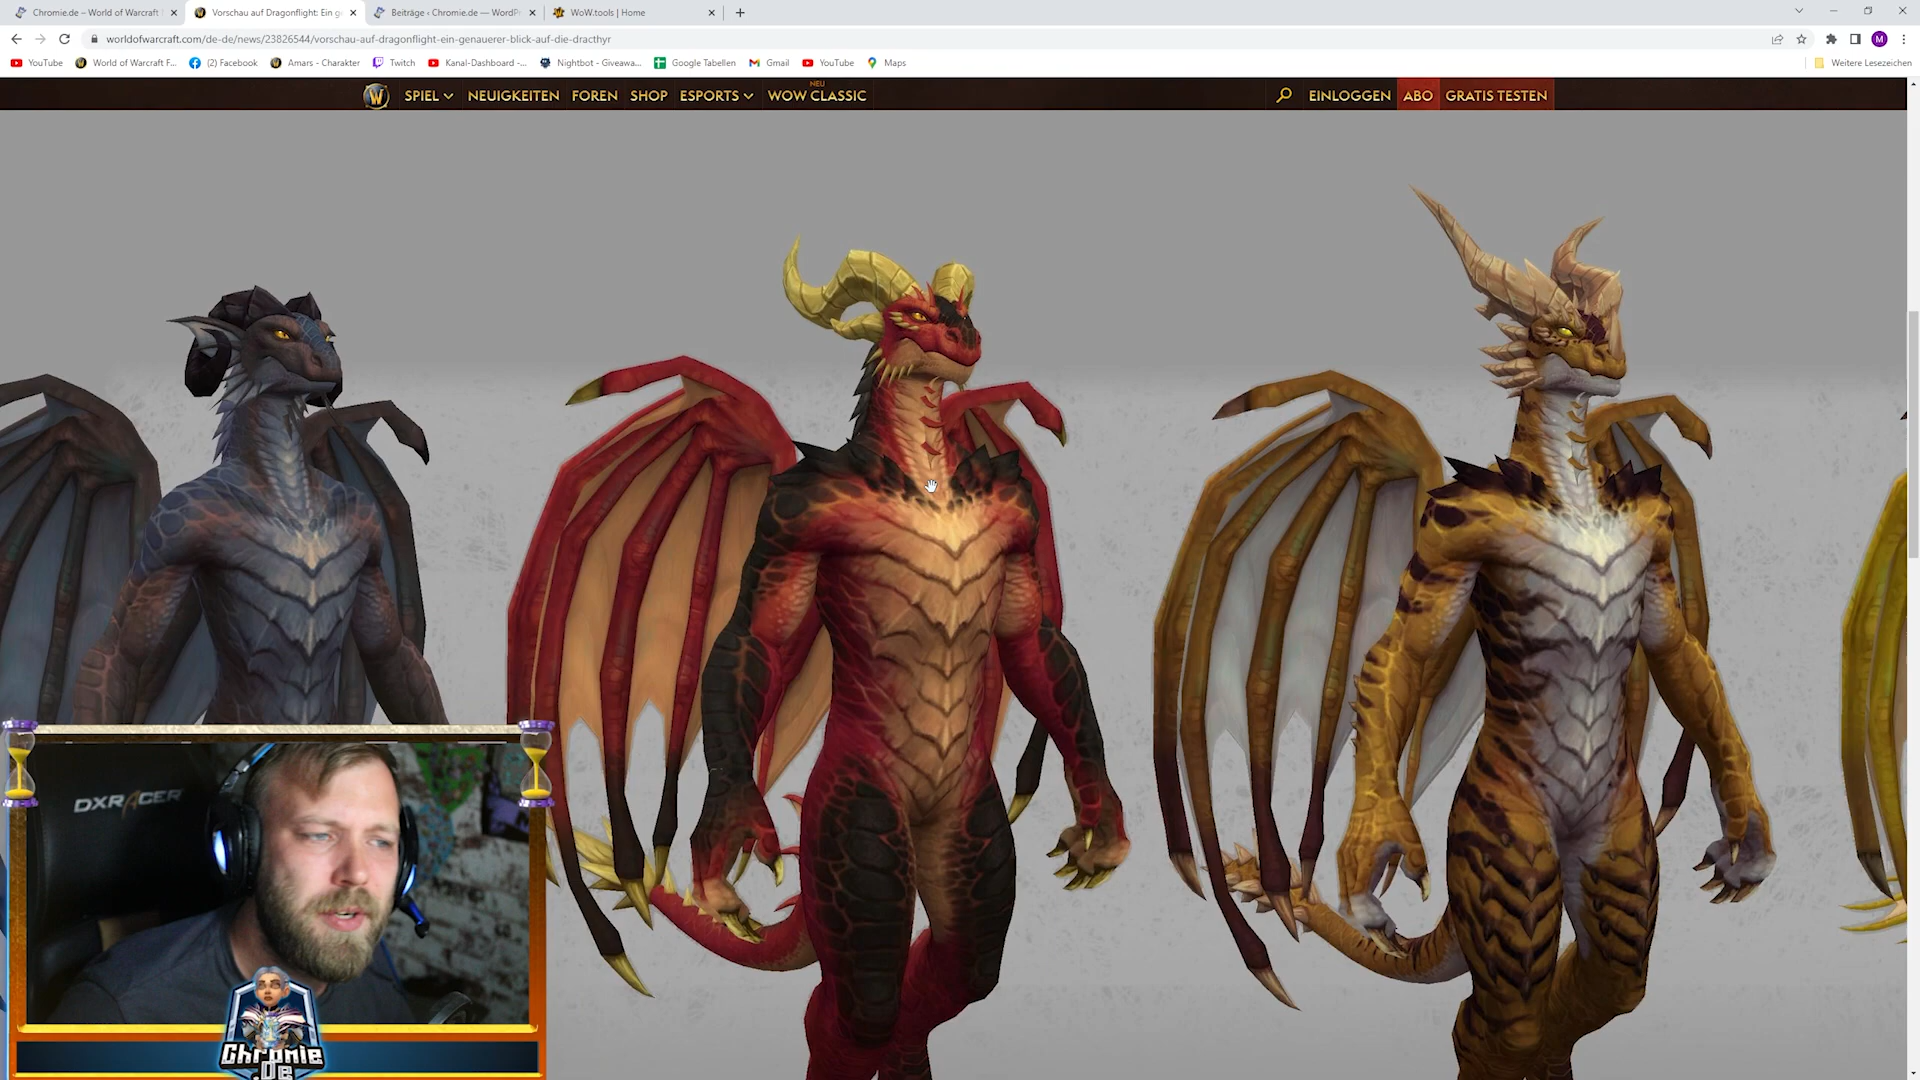 Chromie.de – World of Warcraft
Vorschau auf Dragonflight: Ein g
Beiträge ‹ Chromie.de — WordPr
WoW.tools | Home
worldofwarcraft.com/de-de/news/23826544/vorschau-auf-dragonflight-ein-genauerer-blick-auf-die-dracthyr
M
YouTube
World of Warcraft F...
(2) Facebook
Amars - Charakter
Twitch
Kanal-Dashboard -...
Nightbot - Giveawa...
Google Tabellen
Gmail
YouTube
Maps
Weitere Lesezeichen
W
SPIEL
NEUIGKEITEN
FOREN
SHOP
ESPORTS
NEU
WOW CLASSIC
EINLOGGEN
ABO
GRATIS TESTEN
DXRACER
Chromie
.De